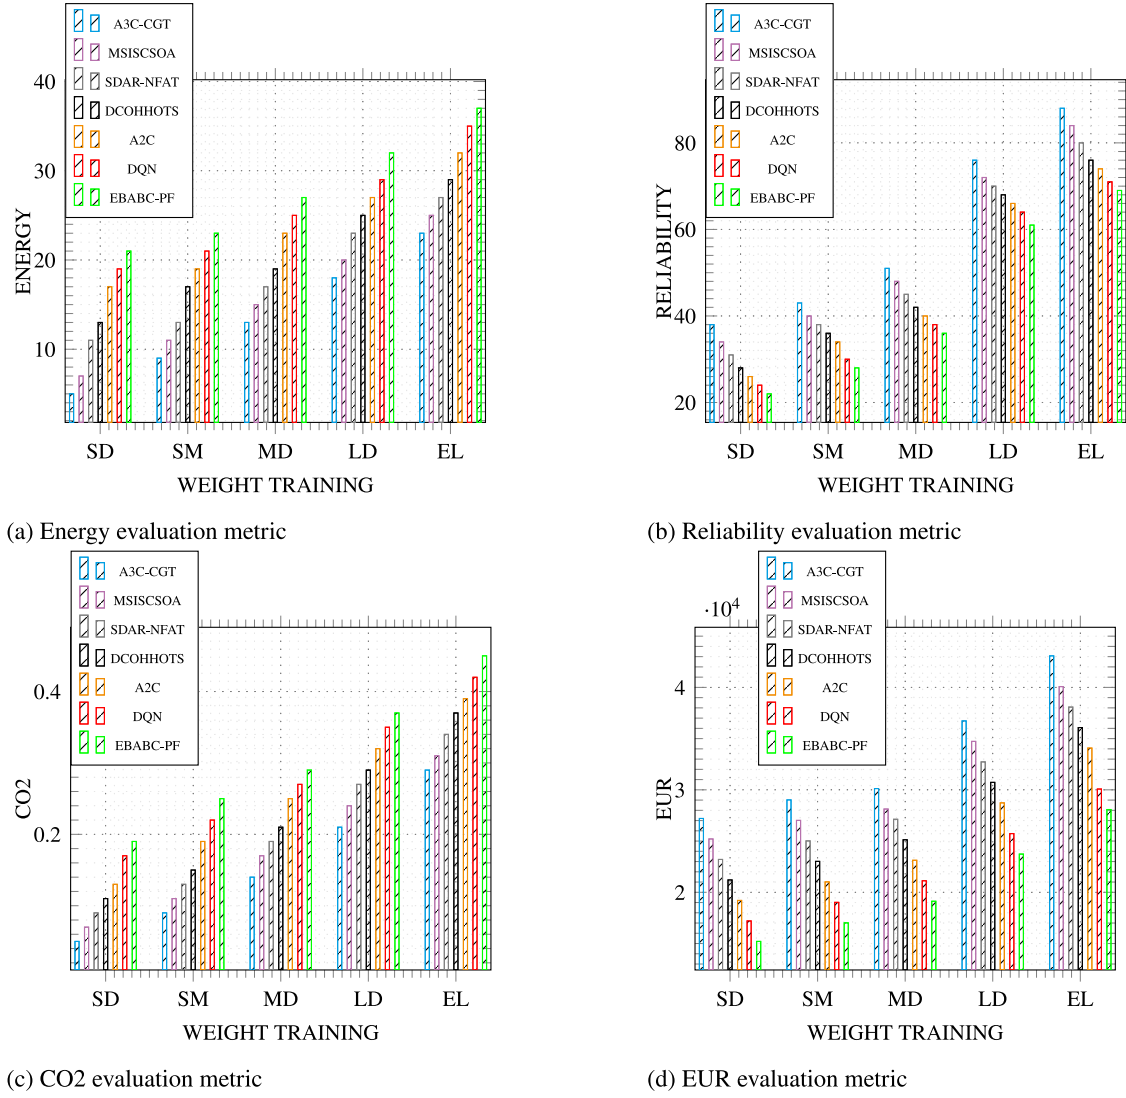 A3C-CGT
MSISCSOA
SDAR-NFAT
DCOHHOTS
A2C
DQN
EBABC-PF
40
30
20
10
ENERGY
SD SM MD LD EL
WEIGHT TRAINING
(a) Energy evaluation metric
A3C-CGT
MSISCSOA
SDAR-NFAT
DCOHHOTS
A2C
DQN
EBABC-PF
80
60
40
20
RELIABILITY
SD SM MD LD EL
WEIGHT TRAINING
(b) Reliability evaluation metric
A3C-CGT
MSISCSOA
SDAR-NFAT
DCOHHOTS
A2C
DQN
EBABC-PF
0.4
0.2
CO2
SD SM MD LD EL
WEIGHT TRAINING
(c) CO2 evaluation metric
A3C-CGT
MSISCSOA
SDAR-NFAT
DCOHHOTS
A2C
DQN
EBABC-PF
·10⁴
4
3
2
EUR
SD SM MD LD EL
WEIGHT TRAINING
(d) EUR evaluation metric